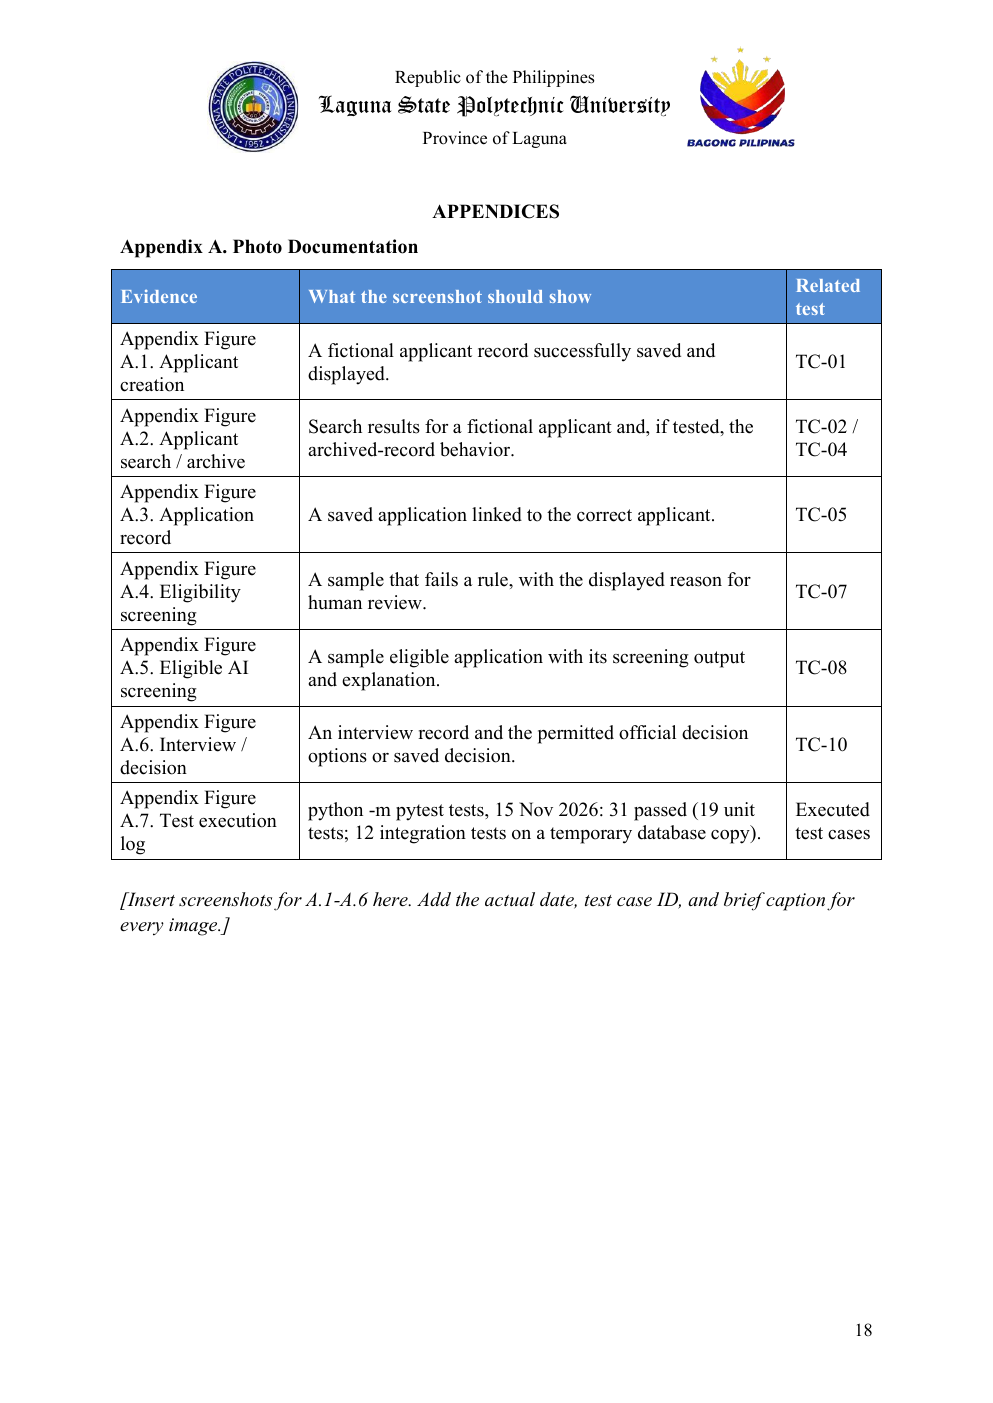 Republic of the Philippines
Laguna State Polytechnic University
Province of Laguna
LAGUNA STATE POLYTECHNIC UNIVERSITY
• 1952 •
BAGONG PILIPINAS
APPENDICES
Appendix A. Photo Documentation
Evidence
What the screenshot should show
Related
test
Appendix Figure
A.1. Applicant
creation
A fictional applicant record successfully saved and
displayed.
TC-01
Appendix Figure
A.2. Applicant
search / archive
Search results for a fictional applicant and, if tested, the
archived-record behavior.
TC-02 /
TC-04
Appendix Figure
A.3. Application
record
A saved application linked to the correct applicant.
TC-05
Appendix Figure
A.4. Eligibility
screening
A sample that fails a rule, with the displayed reason for
human review.
TC-07
Appendix Figure
A.5. Eligible AI
screening
A sample eligible application with its screening output
and explanation.
TC-08
Appendix Figure
A.6. Interview /
decision
An interview record and the permitted official decision
options or saved decision.
TC-10
Appendix Figure
A.7. Test execution
log
python -m pytest tests, 15 Nov 2026: 31 passed (19 unit
tests; 12 integration tests on a temporary database copy).
Executed
test cases
[Insert screenshots for A.1-A.6 here. Add the actual date, test case ID, and brief caption for
every image.]
18